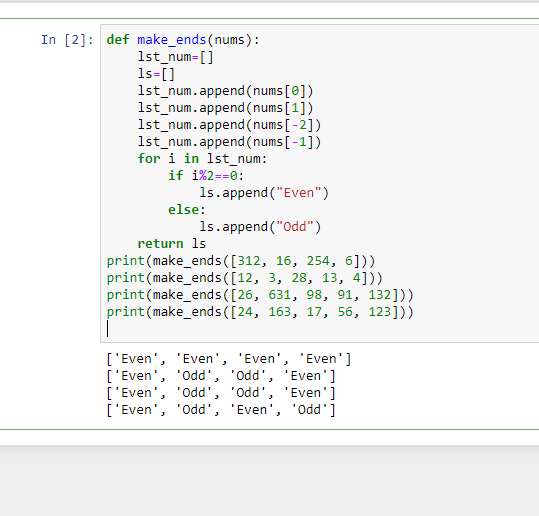 In [2]: def make_ends(nums):
    lst_num=[]
    ls=[]
    lst_num.append(nums[0])
    lst_num.append(nums[1])
    lst_num.append(nums[-2])
    lst_num.append(nums[-1])
    for i in lst_num:
        if i%2==0:
            ls.append("Even")
        else:
            ls.append("Odd")
    return ls
print(make_ends([312, 16, 254, 6]))
print(make_ends([12, 3, 28, 13, 4]))
print(make_ends([26, 631, 98, 91, 132]))
print(make_ends([24, 163, 17, 56, 123]))
['Even', 'Even', 'Even', 'Even']
['Even', 'Odd', 'Odd', 'Even']
['Even', 'Odd', 'Odd', 'Even']
['Even', 'Odd', 'Even', 'Odd']